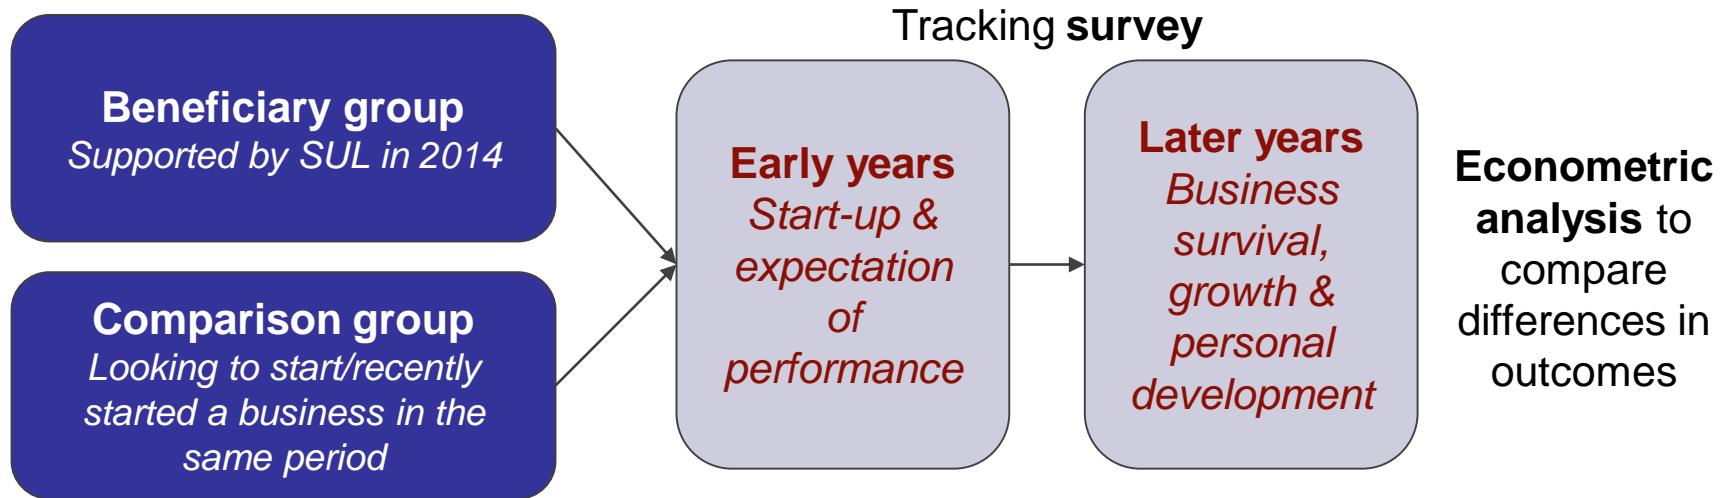 Tracking survey
Beneficiary group
Supported by SUL in 2014
Comparison group
Looking to start/recently
started a business in the
same period
Early years
Start-up &
expectation
of
performance
Later years
Business
survival,
growth &
personal
development
Econometric
analysis to
compare
differences in
outcomes